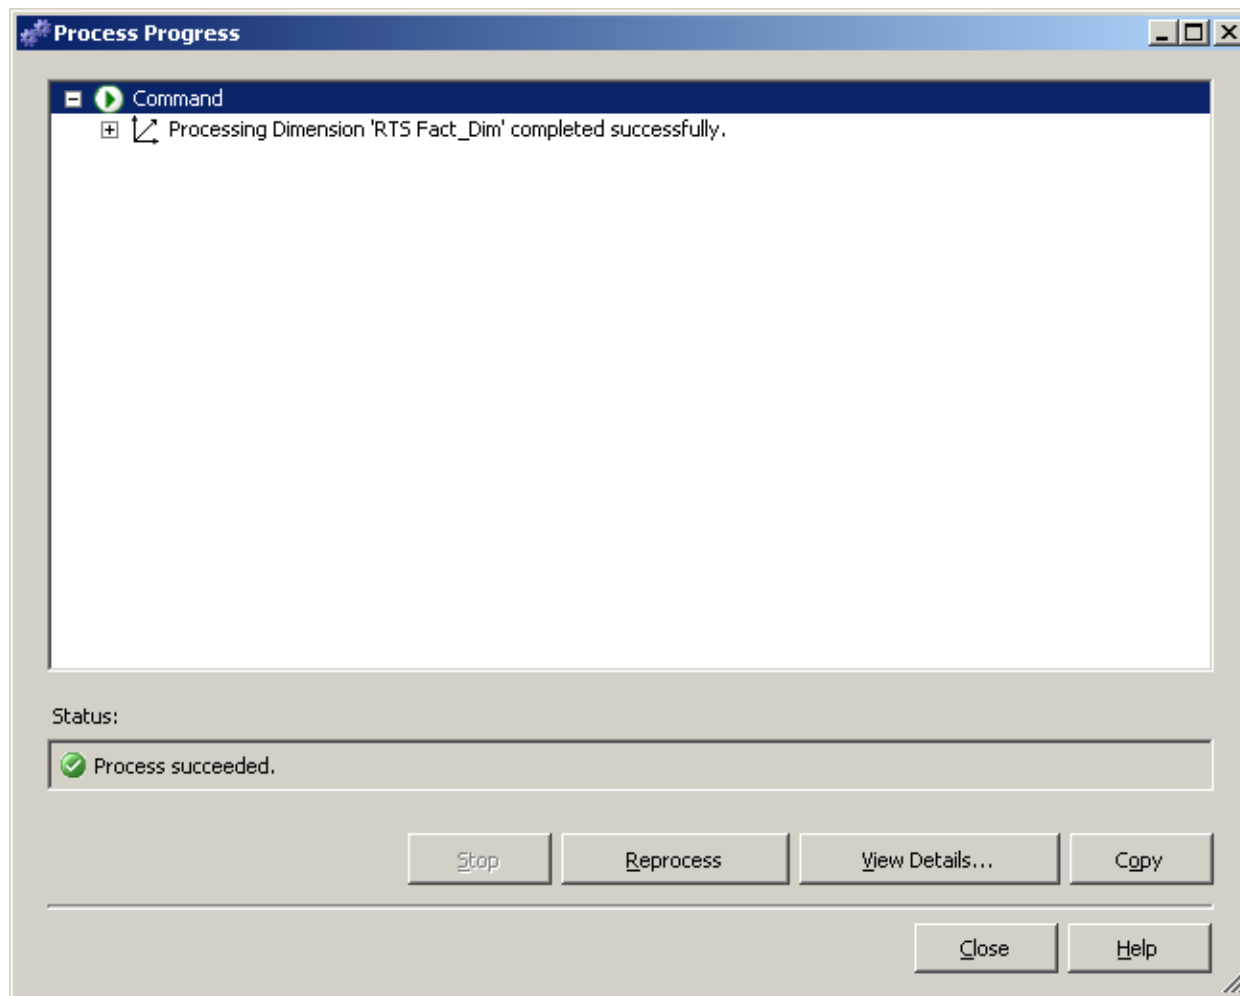 Process Progress
Command
Processing Dimension 'RTS Fact_Dim' completed successfully.
Status:
Process succeeded.
Stop
Reprocess
View Details...
Copy
Close
Help